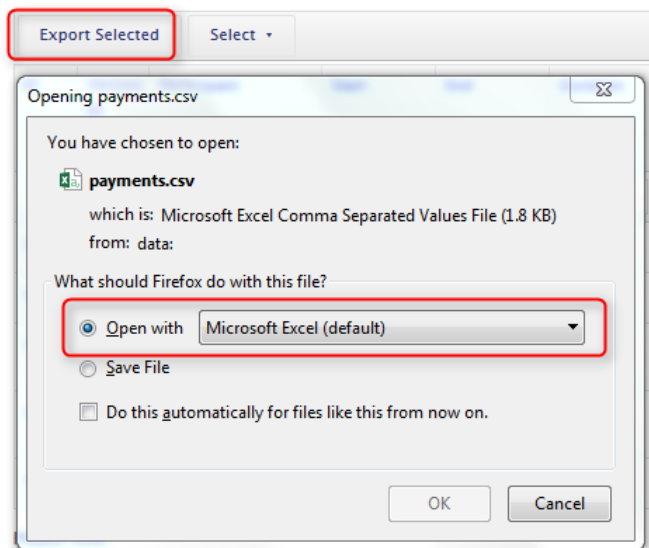 Export Selected Select
Opening payments.csv
You have chosen to open:
payments.csv
which is: Microsoft Excel Comma Separated Values File (1.8 KB)
from: data:
What should Firefox do with this file?
Open with Microsoft Excel (default)
Save File
Do this automatically for files like this from now on.
OK Cancel